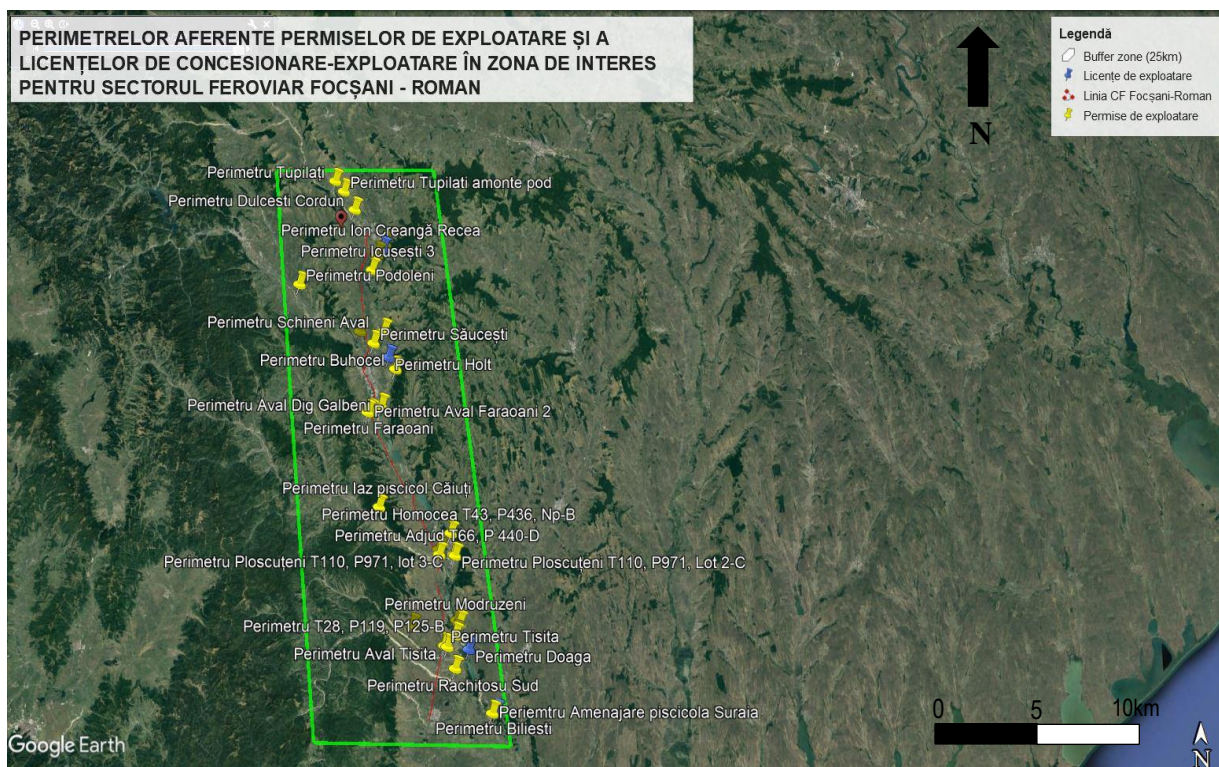 PERIMETRELOR AFERENTE PERMISELOR DE EXPLOATARE ȘI A
LICENȚELOR DE CONCESIONARE-EXPLOATARE ÎN ZONA DE INTERES
PENTRU SECTORUL FEROVIAR FOCȘANI - ROMAN
N
Legendă
Buffer zone (25km)
Licențe de exploatare
Linia CF Focșani-Roman
Permise de exploatare
Perimetru Tupilați
Perimetru Tupilati amonte pod
Perimetru Dulcesti Cordun
Perimetru Ion Creangă Recea
Perimetru Icușești 3
Perimetru Podoleni
Perimetru Schineni Aval
Perimetru Săucești
Perimetru Buhocel
Perimetru Holt
Perimetru Aval Dig Galbeni
Perimetru Aval Faraoani 2
Perimetru Faraoani
Perimetru Iaz piscicol Căiuți
Perimetru Homocea T43, P436, Np-B
Perimetru Adjud T66, P 440-D
Perimetru Ploscuțeni T110, P971, lot 3-C
Perimetru Ploscuțeni T110, P971, Lot 2-C
Perimetru Modruzeni
Perimetru T28, P119, P125-B
Perimetru Tisita
Perimetru Aval Tisita
Perimetru Doaga
Perimetru Rachitosu Sud
Periemtru Amenajare piscicola Suraia
Perimetru Biliesti
0 5 10km
Google Earth
N